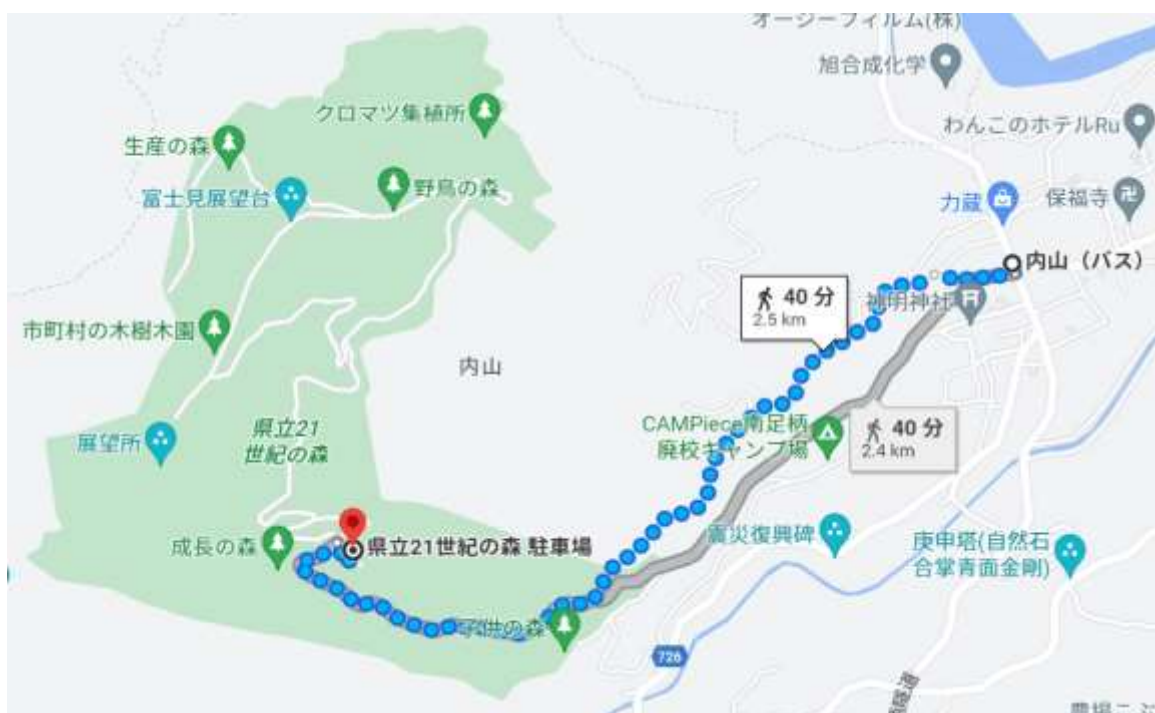 オージーフィルム(株)
旭合成化学
クロマツ集植所
わんこのホテルRu
生産の森
野鳥の森
富士見展望台
力蔵
保福寺
内山（バス）
40 分
2.5 km
神明神社
市町村の木樹木園
内山
CAMPiece南足柄
廃校キャンプ場
40 分
2.4 km
県立21
世紀の森
展望所
震災復興碑
成長の森
県立21世紀の森 駐車場
庚申塔(自然石
合掌青面金剛)
子供の森
726